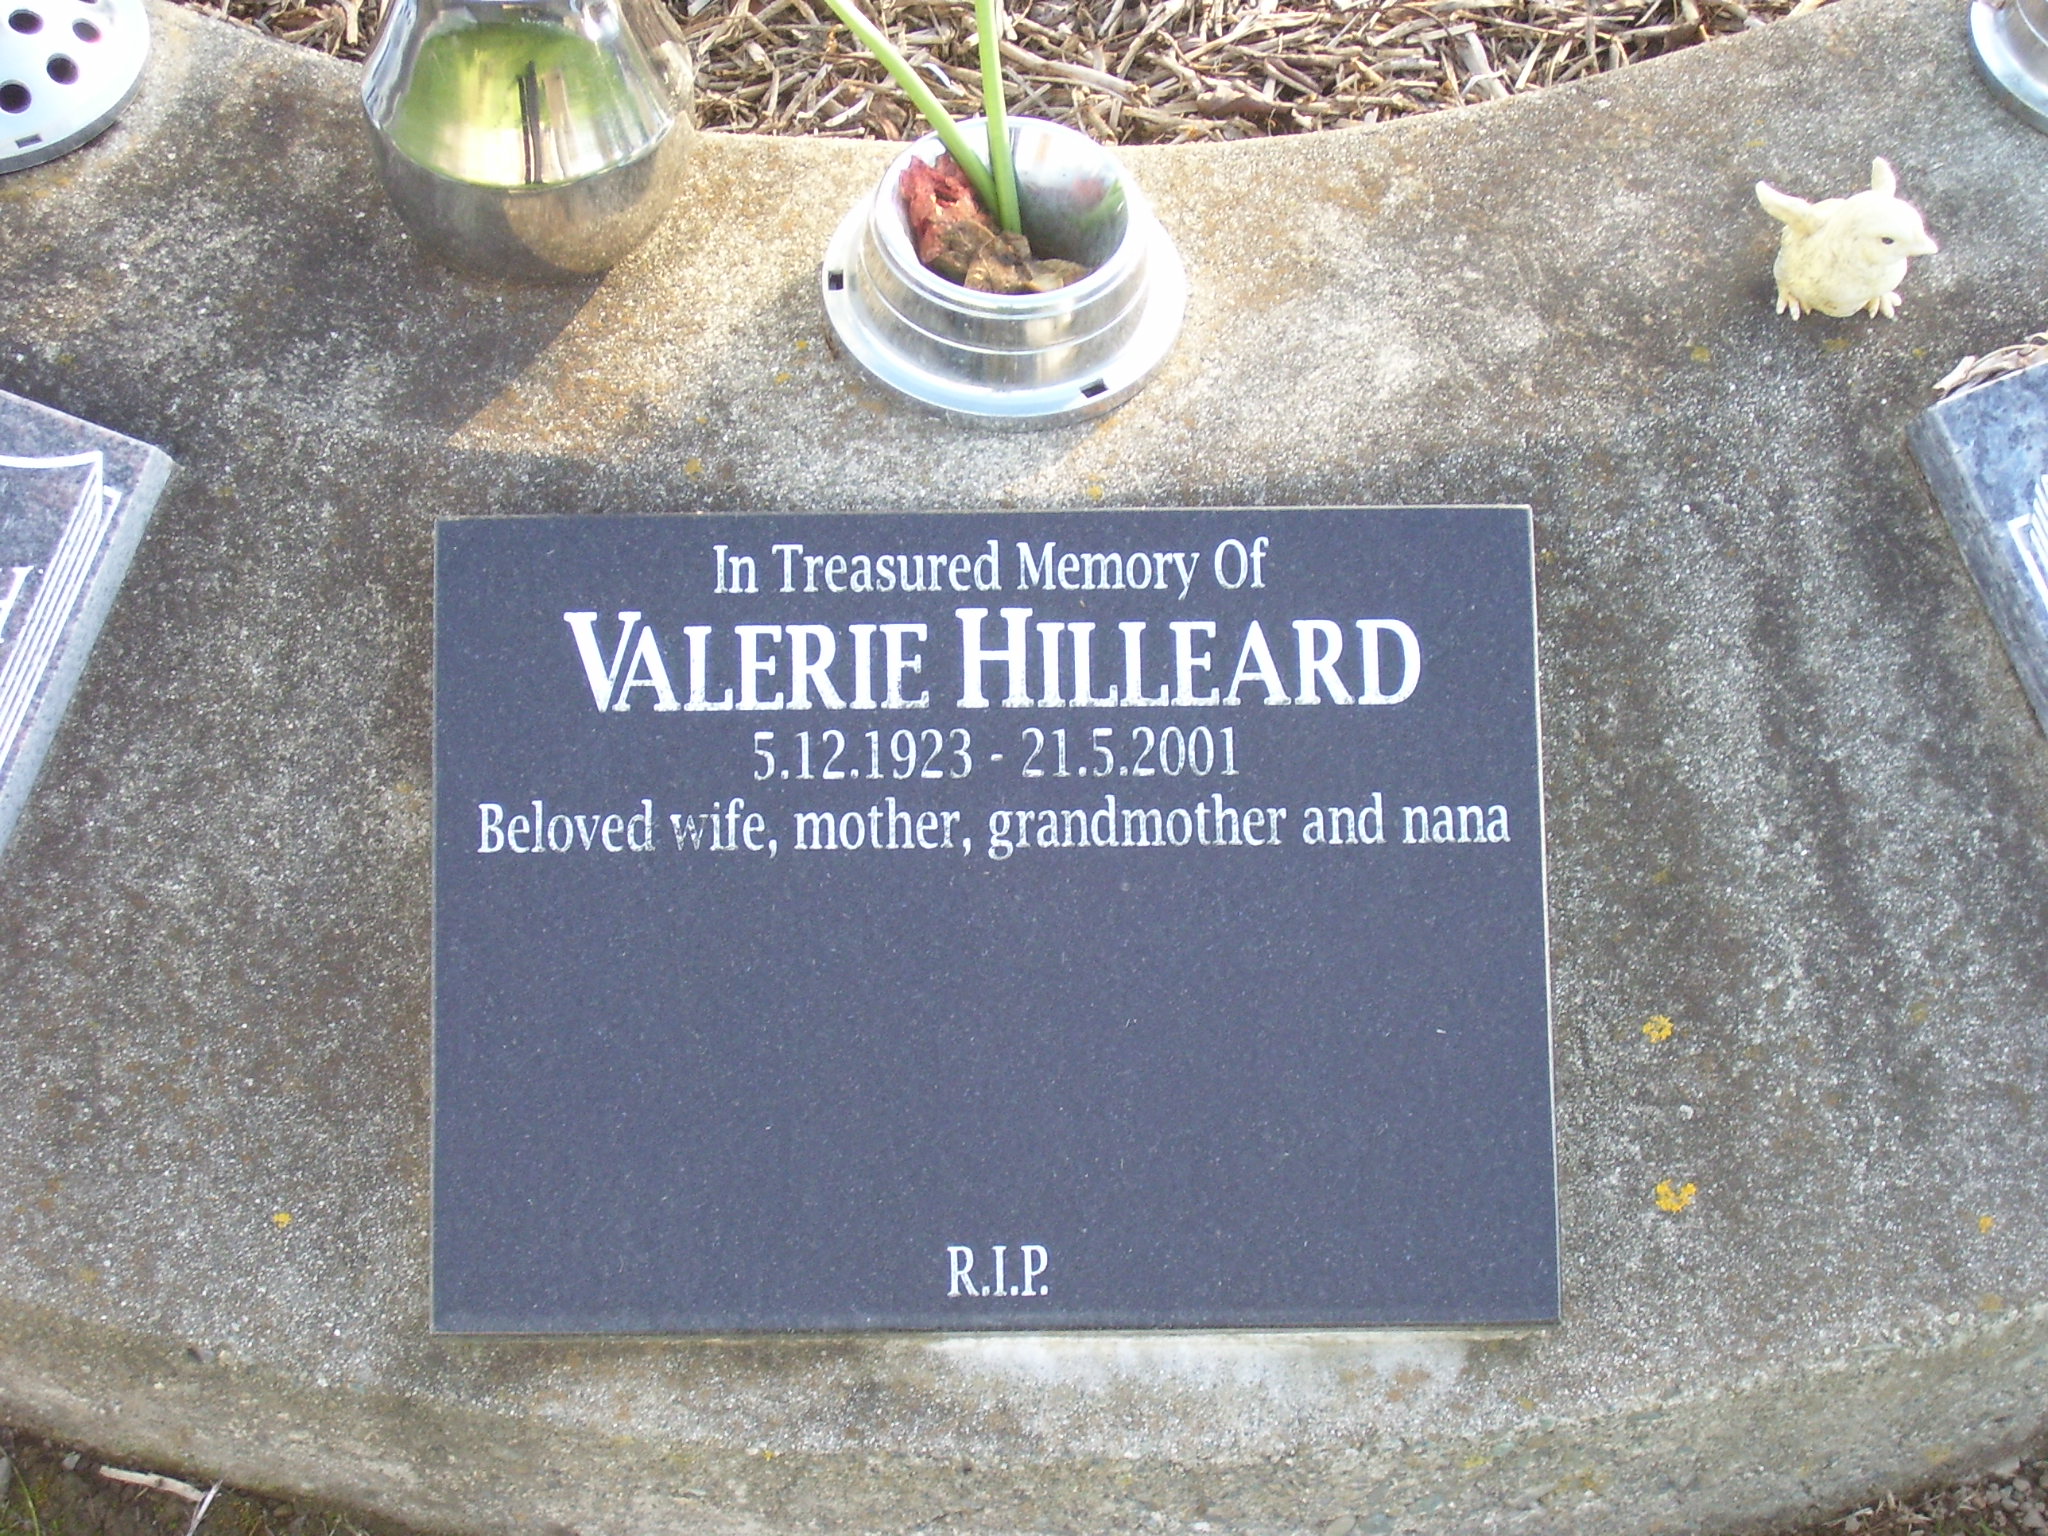 In Treasured Memory Of
VALERIE HILLEARD
5.12.1923 - 21.5.2001
Beloved wife, mother, grandmother and nana
R.I.P.